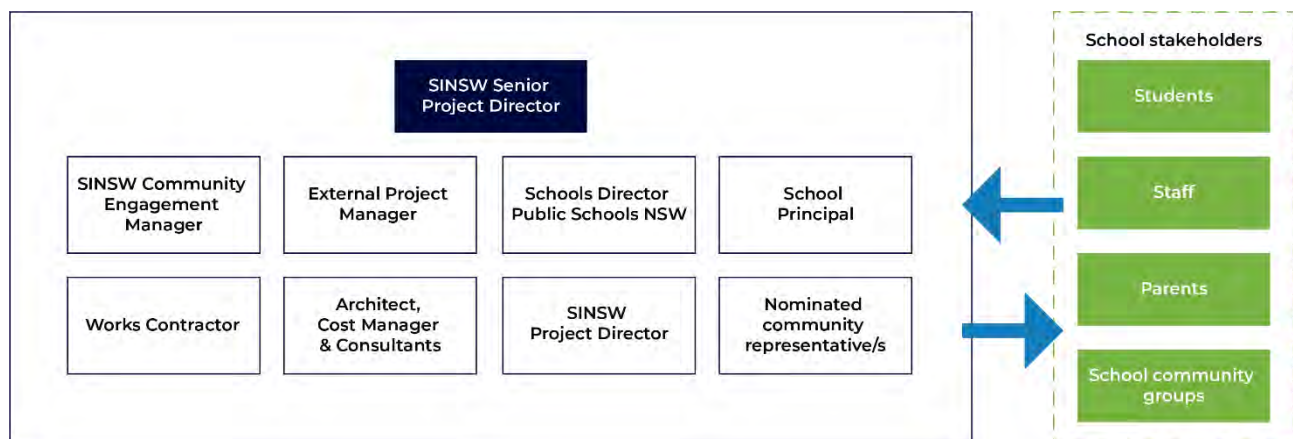 SINSW Senior
Project Director
SINSW Community
Engagement
Manager
External Project
Manager
Schools Director
Public Schools NSW
School
Principal
Works Contractor
Architect,
Cost Manager
& Consultants
SINSW
Project Director
Nominated
community
representative/s
School stakeholders
Students
Staff
Parents
School community
groups